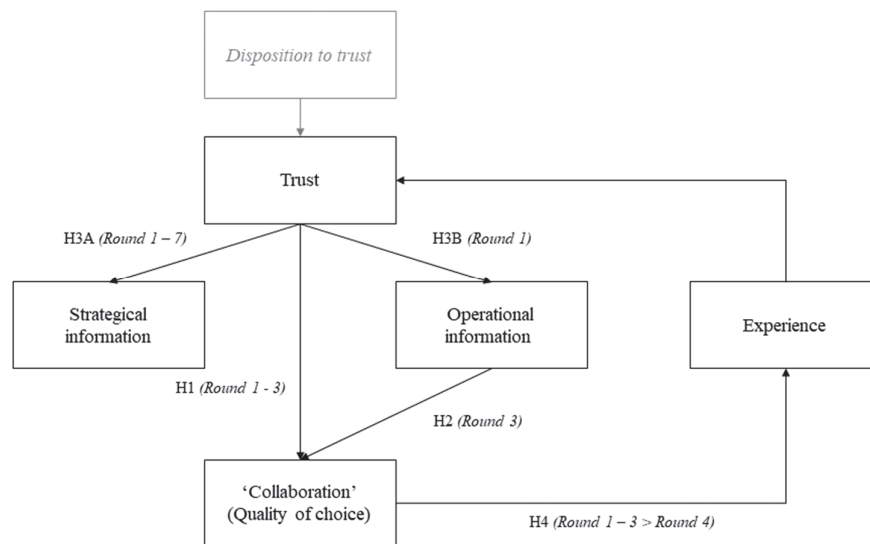 Disposition to trust
Trust
H3A (Round 1 – 7)
H3B (Round 1)
Strategical
information
Operational
information
Experience
H1 (Round 1 - 3)
H2 (Round 3)
‘Collaboration’
(Quality of choice)
H4 (Round 1 – 3 > Round 4)